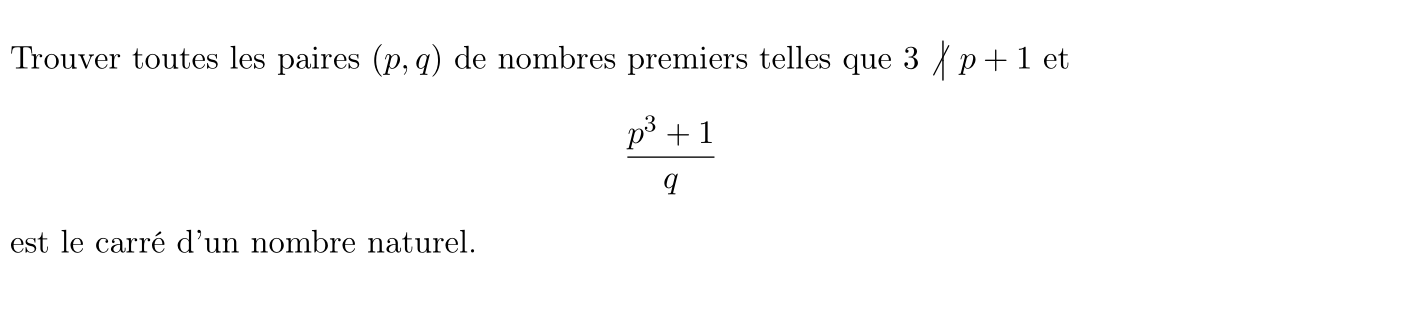 Trouver toutes les paires (p, q) de nombres premiers telles que 3 ∤ p + 1 et
\frac{p^3 + 1}{q}
est le carré d'un nombre naturel.